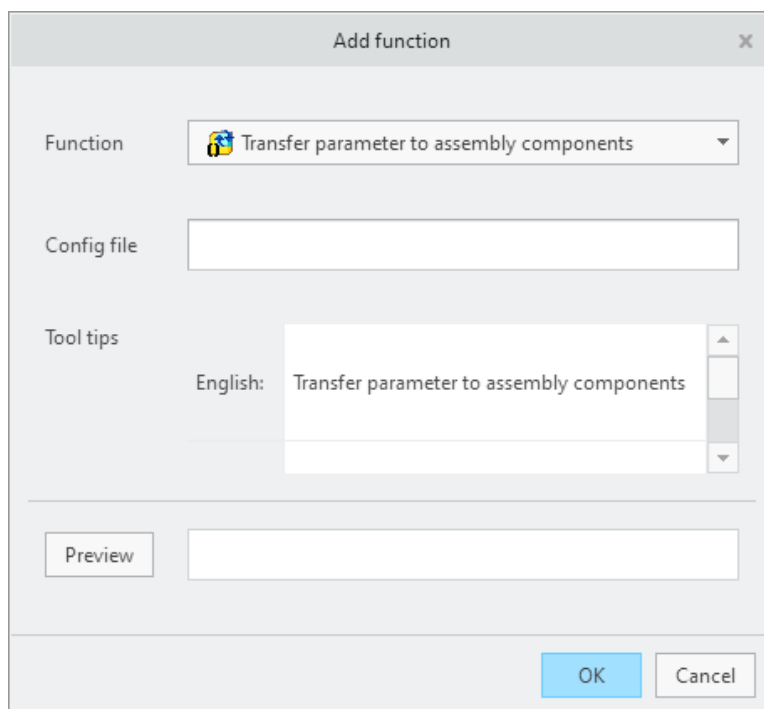 Add function
Function
Transfer parameter to assembly components
Config file
Tool tips
English: Transfer parameter to assembly components
Preview
OK Cancel